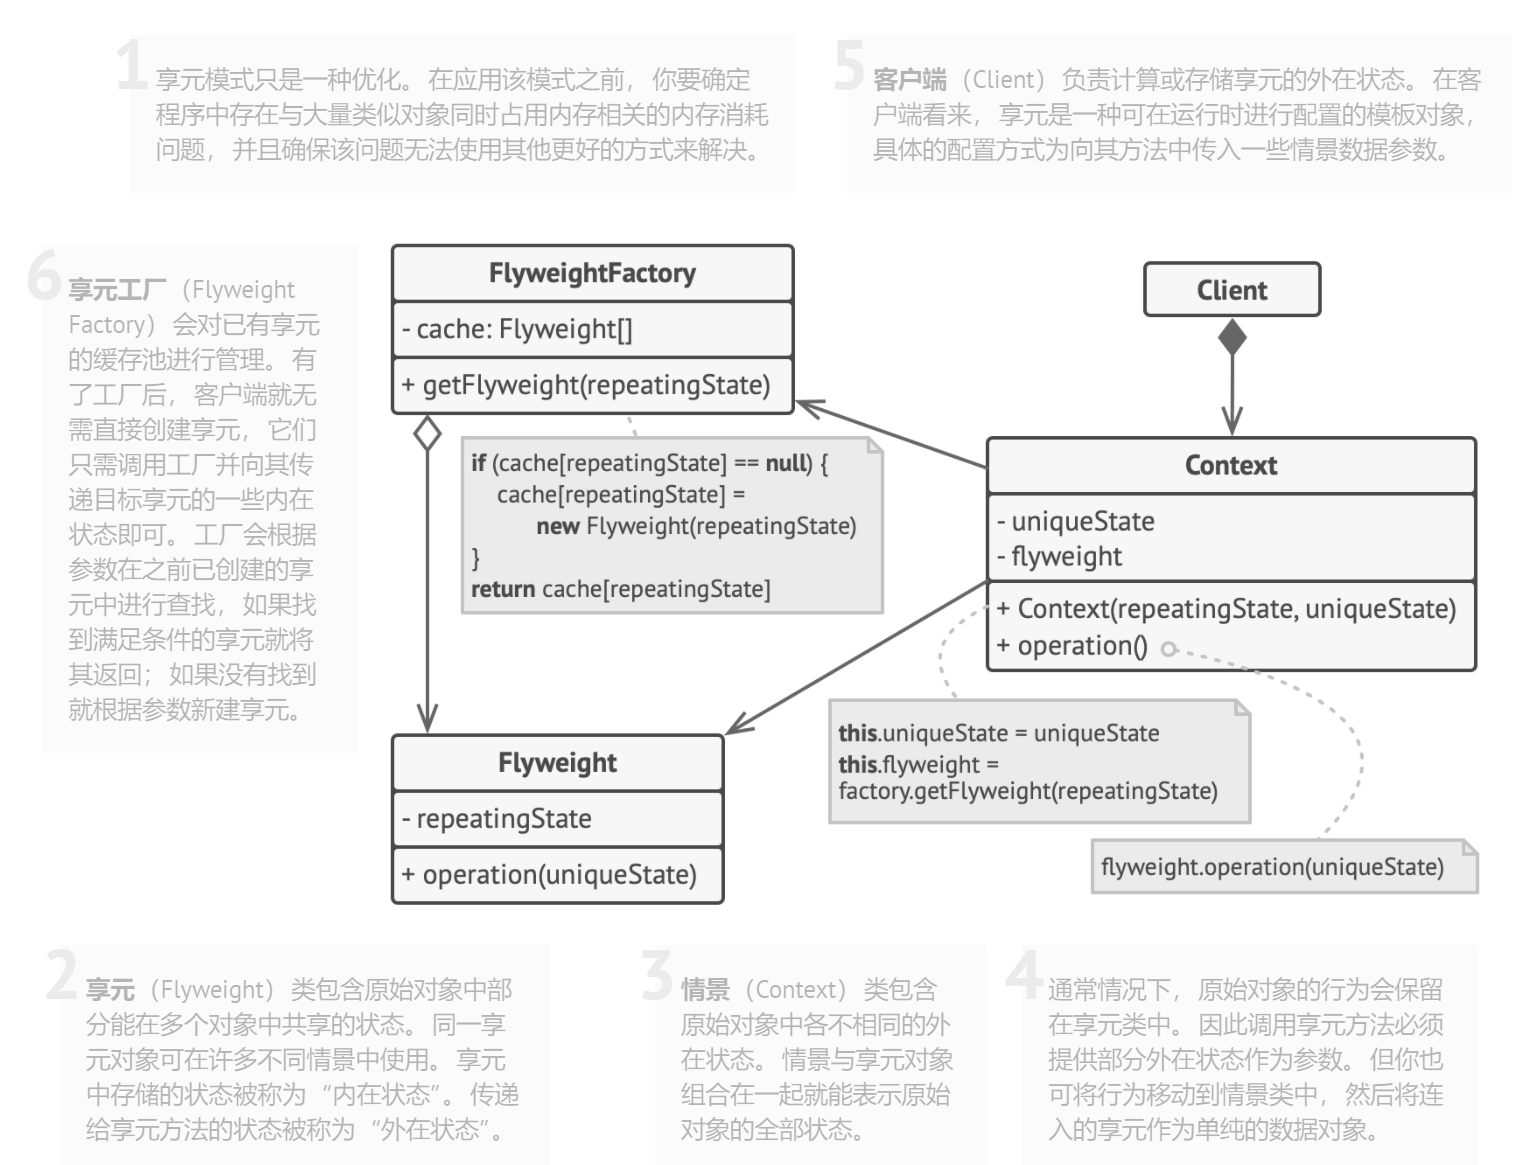 1
享元模式只是一种优化。 在应用该模式之前， 你要确定
程序中存在与大量类似对象同时占用内存相关的内存消耗
问题， 并且确保该问题无法使用其他更好的方式来解决。
5
客户端 （Client） 负责计算或存储享元的外在状态。 在客
户端看来， 享元是一种可在运行时进行配置的模板对象，
具体的配置方式为向其方法中传入一些情景数据参数。
6
享元工厂 （Flyweight
Factory） 会对已有享元
的缓存池进行管理。 有
了工厂后， 客户端就无
需直接创建享元， 它们
只需调用工厂并向其传
递目标享元的一些内在
状态即可。 工厂会根据
参数在之前已创建的享
元中进行查找， 如果找
到满足条件的享元就将
其返回； 如果没有找到
就根据参数新建享元。
FlyweightFactory
- cache: Flyweight[]
+ getFlyweight(repeatingState)
if (cache[repeatingState] == null) {
cache[repeatingState] =
new Flyweight(repeatingState)
}
return cache[repeatingState]
Client
Context
- uniqueState
- flyweight
+ Context(repeatingState, uniqueState)
+ operation()
this.uniqueState = uniqueState
this.flyweight =
factory.getFlyweight(repeatingState)
flyweight.operation(uniqueState)
Flyweight
- repeatingState
+ operation(uniqueState)
2
享元 （Flyweight） 类包含原始对象中部
分能在多个对象中共享的状态。 同一享
元对象可在许多不同情景中使用。 享元
中存储的状态被称为 “内在状态”。 传递
给享元方法的状态被称为 “外在状态”。
3
情景 （Context） 类包含
原始对象中各不相同的外
在状态。 情景与享元对象
组合在一起就能表示原始
对象的全部状态。
4
通常情况下， 原始对象的行为会保留
在享元类中。 因此调用享元方法必须
提供部分外在状态作为参数。 但你也
可将行为移动到情景类中， 然后将连
入的享元作为单纯的数据对象。